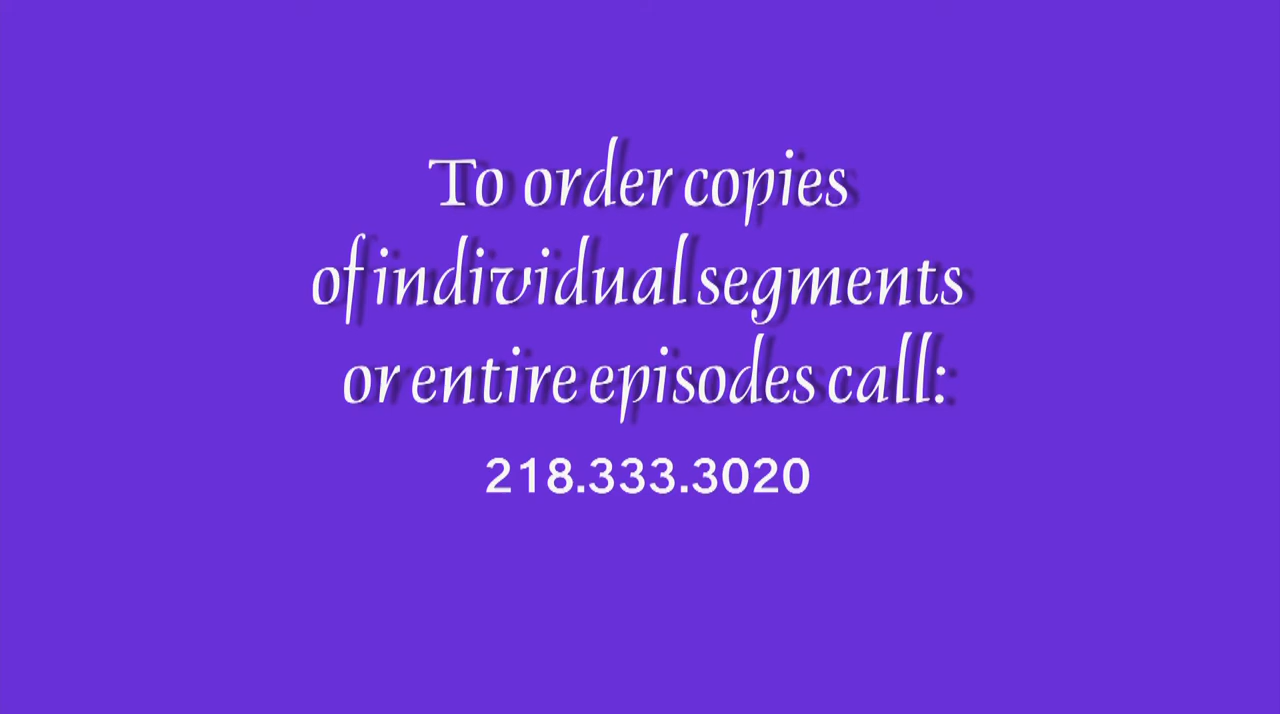 To order copies
of individual segments
or entire episodes call:
218.333.3020